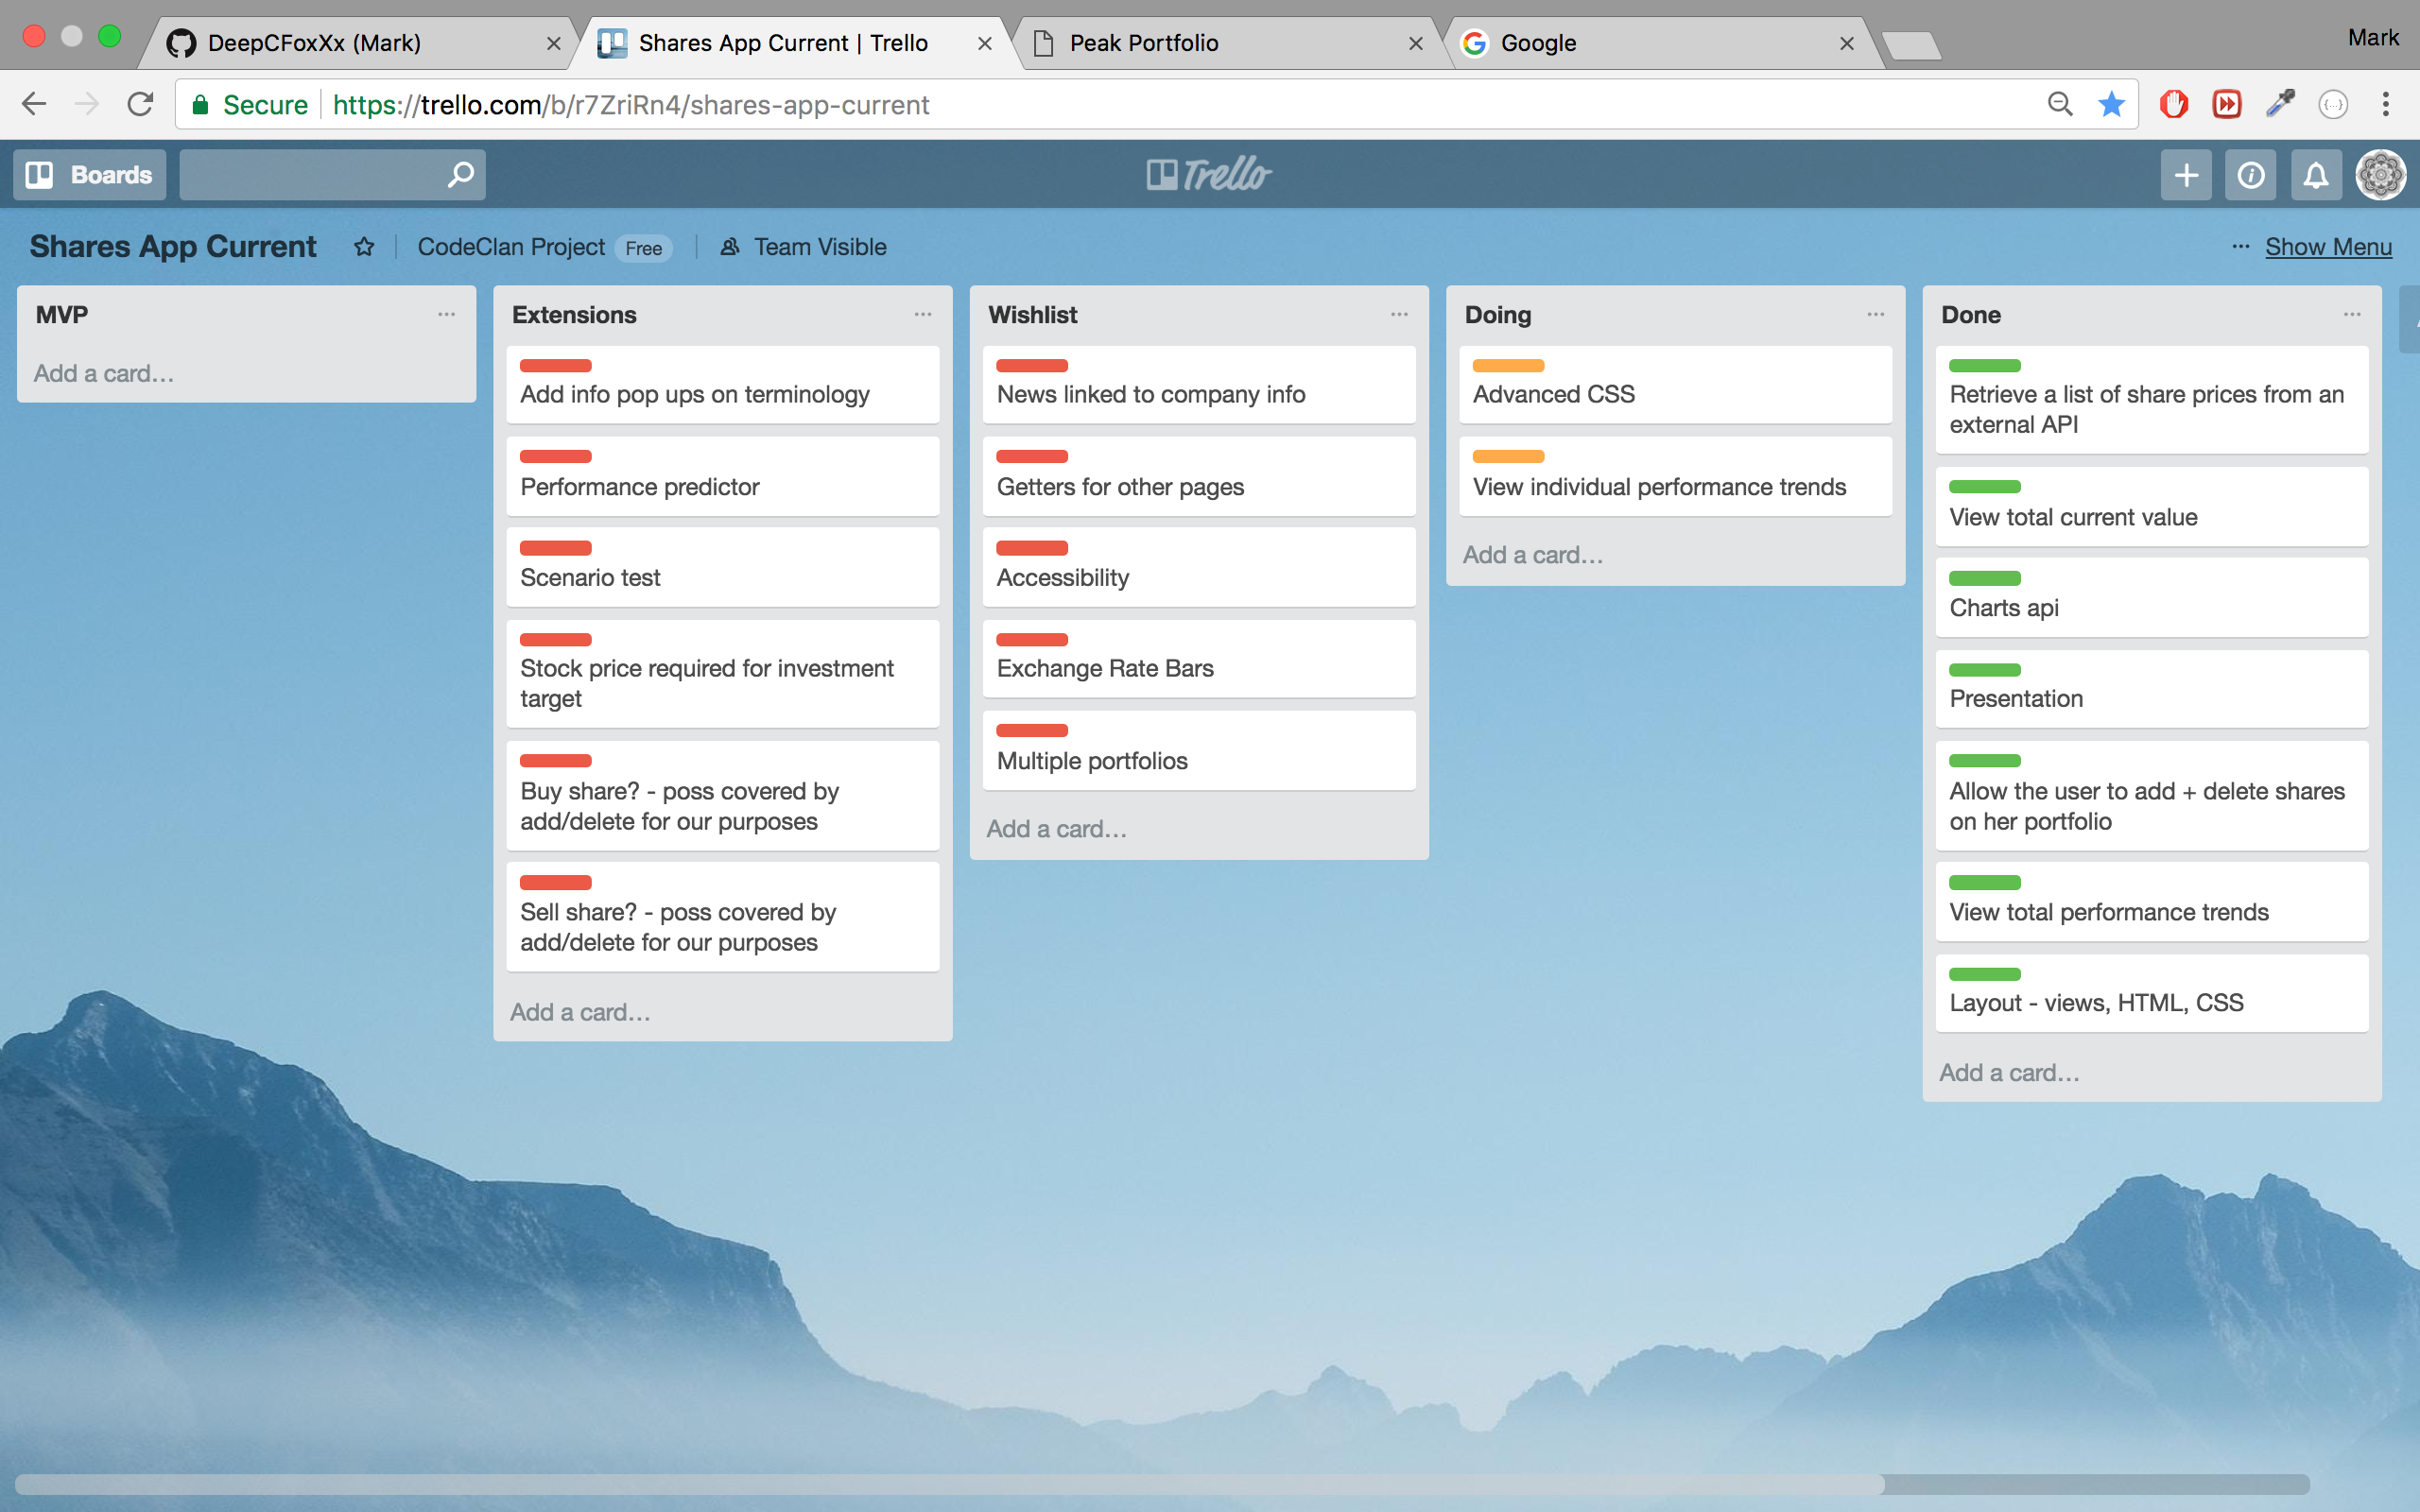 DeepCFoxXx (Mark)
Shares App Current | Trello
Peak Portfolio
Google
Mark
Secure
https://trello.com/b/r7ZriRn4/shares-app-current
Boards
Trello
Shares App Current
CodeClan Project
Free
Team Visible
Show Menu
MVP
Add a card…
Extensions
Add info pop ups on terminology
Performance predictor
Scenario test
Stock price required for investment
target
Buy share? - poss covered by
add/delete for our purposes
Sell share? - poss covered by
add/delete for our purposes
Add a card…
Wishlist
News linked to company info
Getters for other pages
Accessibility
Exchange Rate Bars
Multiple portfolios
Add a card…
Doing
Advanced CSS
View individual performance trends
Add a card…
Done
Retrieve a list of share prices from an
external API
View total current value
Charts api
Presentation
Allow the user to add + delete shares
on her portfolio
View total performance trends
Layout - views, HTML, CSS
Add a card…